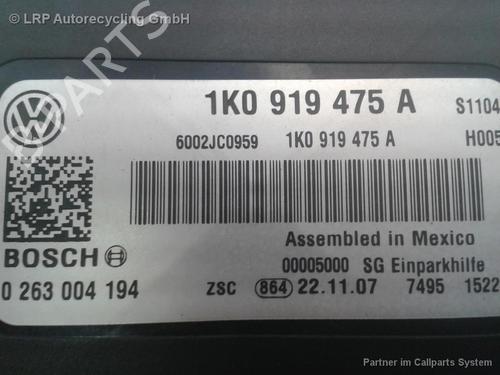 © LRP Autorecycling GmbH
VW
1K0 919 475 A S1104
6002JC0959 1K0 919 475 A H005
Assembled in Mexico
BOSCH
00005000 SG Einparkhilfe
0 263 004 194 ZSC 864 22.11.07 7495 1522
Partner im Callparts System